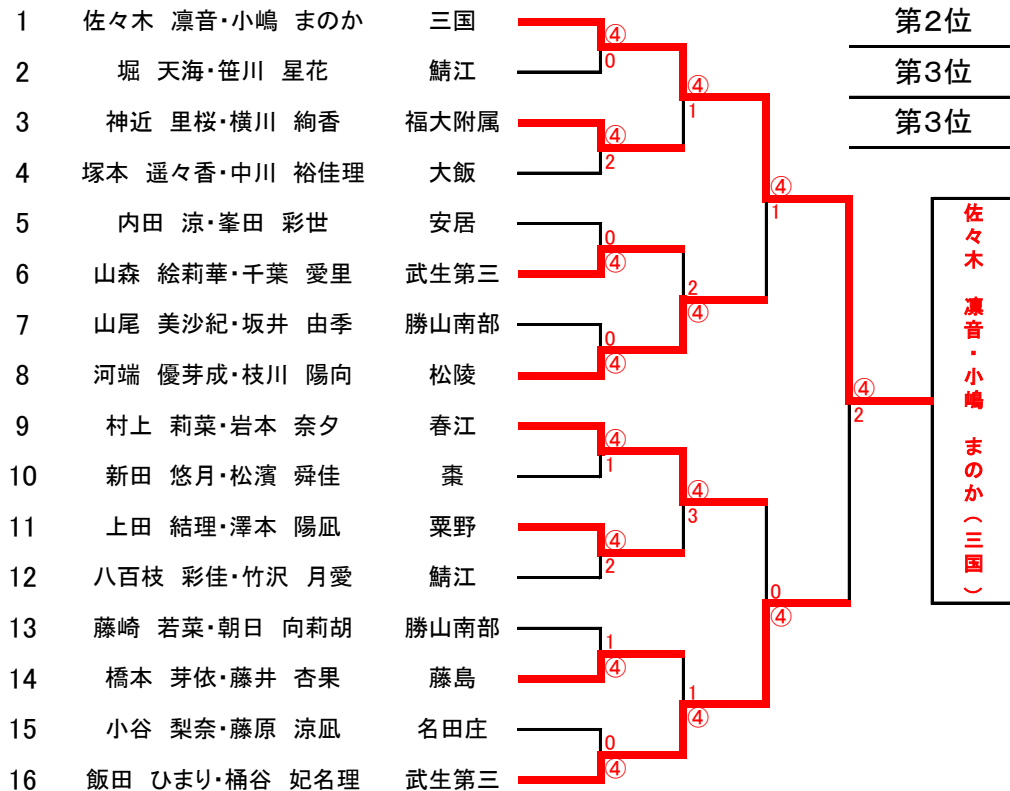 1 佐々木 凛音・小嶋 まのか 三国
第2位
④
0
2 堀 天海・笹川 星花 鯖江
第3位
④
1
3 神近 里桜・横川 絢香 福大附属
第3位
④
2
4 塚本 遥々香・中川 裕佳理 大飯
④
1
5 内田 涼・峯田 彩世 安居
0
④
6 山森 絵莉華・千葉 愛里 武生第三
2
④
7 山尾 美沙紀・坂井 由季 勝山南部
0
④
8 河端 優芽成・枝川 陽向 松陵
④
2
佐々木 凛音・小嶋 まのか(三国)
9 村上 莉菜・岩本 奈夕 春江
④
1
10 新田 悠月・松濱 舜佳 棗
④
3
11 上田 結理・澤本 陽凪 粟野
④
2
12 八百枝 彩佳・竹沢 月愛 鯖江
0
④
13 藤崎 若菜・朝日 向莉胡 勝山南部
1
④
14 橋本 芽依・藤井 杏果 藤島
1
④
15 小谷 梨奈・藤原 涼凪 名田庄
0
④
16 飯田 ひまり・桶谷 妃名理 武生第三